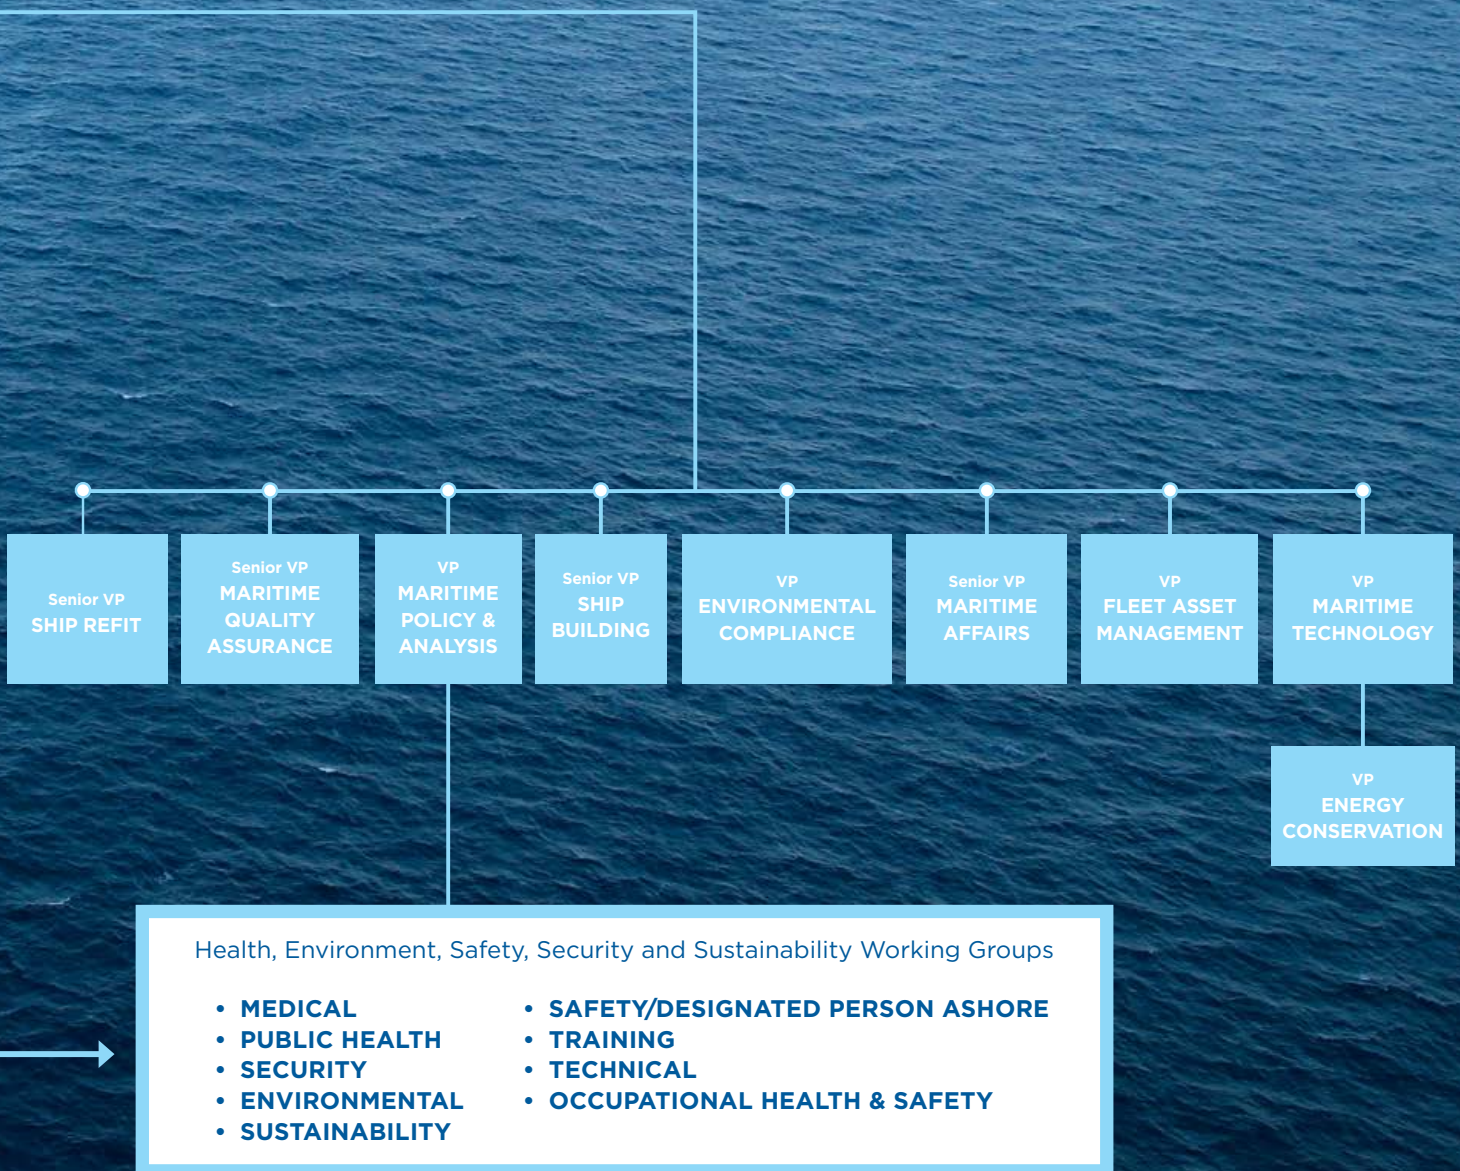 Senior VP
SHIP REFIT
Senior VP
MARITIME
QUALITY
ASSURANCE
VP
MARITIME
POLICY &
ANALYSIS
Senior VP
SHIP
BUILDING
VP
ENVIRONMENTAL
COMPLIANCE
Senior VP
MARITIME
AFFAIRS
VP
FLEET ASSET
MANAGEMENT
VP
MARITIME
TECHNOLOGY
VP
ENERGY
CONSERVATION
Health, Environment, Safety, Security and Sustainability Working Groups
• MEDICAL
• PUBLIC HEALTH
• SECURITY
• ENVIRONMENTAL
• SUSTAINABILITY
• SAFETY/DESIGNATED PERSON ASHORE
• TRAINING
• TECHNICAL
• OCCUPATIONAL HEALTH & SAFETY